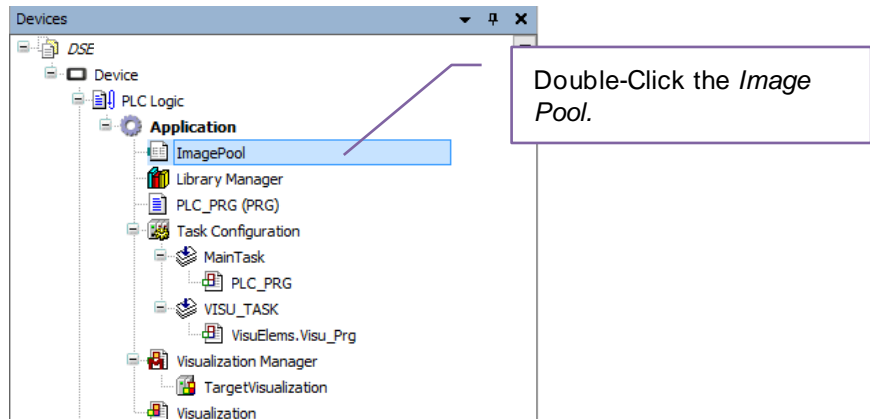 Devices
DSE
Device
PLC Logic
Application
ImagePool
Library Manager
PLC_PRG (PRG)
Task Configuration
MainTask
PLC_PRG
VISU_TASK
VisuElems.Visu_Prg
Visualization Manager
TargetVisualization
Visualization
Double-Click the Image
Pool.